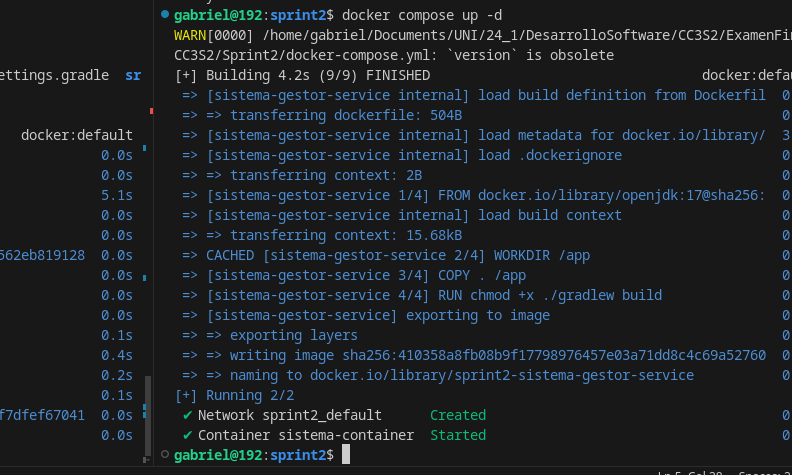 gabriel@192:sprint2$ docker compose up -d
WARN[0000] /home/gabriel/Documents/UNI/24_1/DesarrolloSoftware/CC3S2/ExamenFin
CC3S2/Sprint2/docker-compose.yml: `version` is obsolete
[+] Building 4.2s (9/9) FINISHED docker:defau
=> [sistema-gestor-service internal] load build definition from Dockerfil 0
=> => transferring dockerfile: 504B 0
=> [sistema-gestor-service internal] load metadata for docker.io/library/ 3
=> [sistema-gestor-service internal] load .dockerignore 0
=> => transferring context: 2B 0
=> [sistema-gestor-service 1/4] FROM docker.io/library/openjdk:17@sha256: 0
=> [sistema-gestor-service internal] load build context 0
=> => transferring context: 15.68kB 0
=> CACHED [sistema-gestor-service 2/4] WORKDIR /app 0
=> [sistema-gestor-service 3/4] COPY . /app 0
=> [sistema-gestor-service 4/4] RUN chmod +x ./gradlew build 0
=> [sistema-gestor-service] exporting to image 0
=> => exporting layers 0
=> => writing image sha256:410358a8fb08b9f17798976457e03a71dd8c4c69a52760 0
=> => naming to docker.io/library/sprint2-sistema-gestor-service 0
[+] Running 2/2
✔ Network sprint2_default Created 0
✔ Container sistema-container Started 0
gabriel@192:sprint2$
ettings.gradle sr
docker:default
0.0s
0.0s
5.1s
0.0s
0.0s
562eb819128 0.0s
0.0s
0.0s
0.0s
0.1s
0.4s
0.2s
0.1s
f7dfef67041 0.0s
0.0s